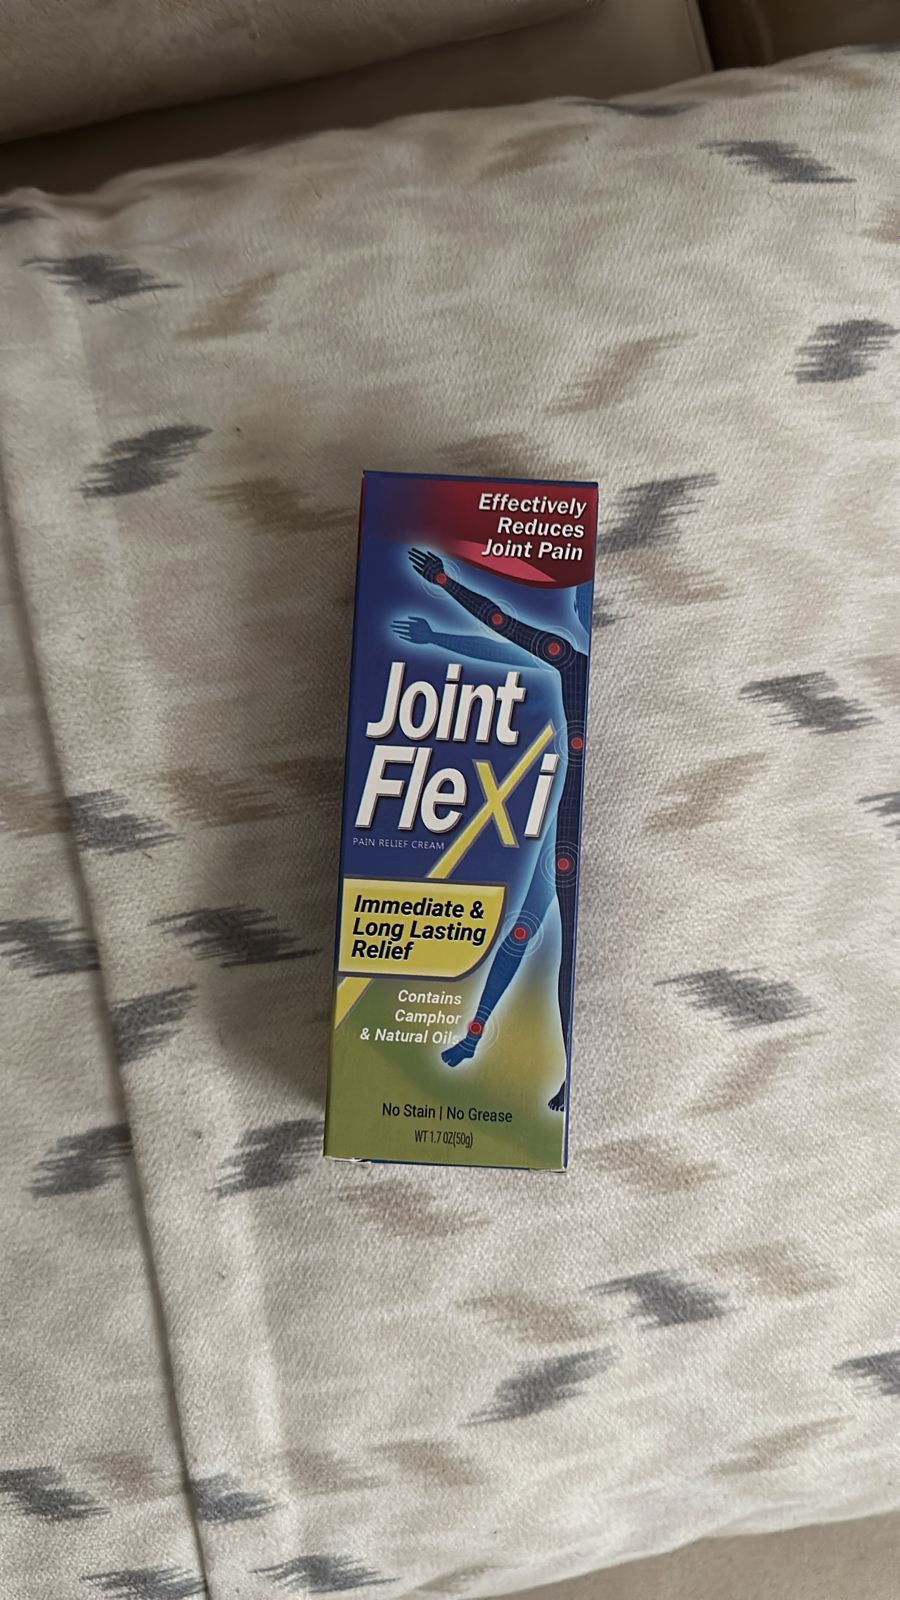 Effectively
Reduces
Joint Pain
Joint
Flexi
PAIN RELIEF CREAM
Immediate &
Long Lasting
Relief
Contains
Camphor
& Natural Oils
No Stain | No Grease
WT 1.7 OZ(50g)